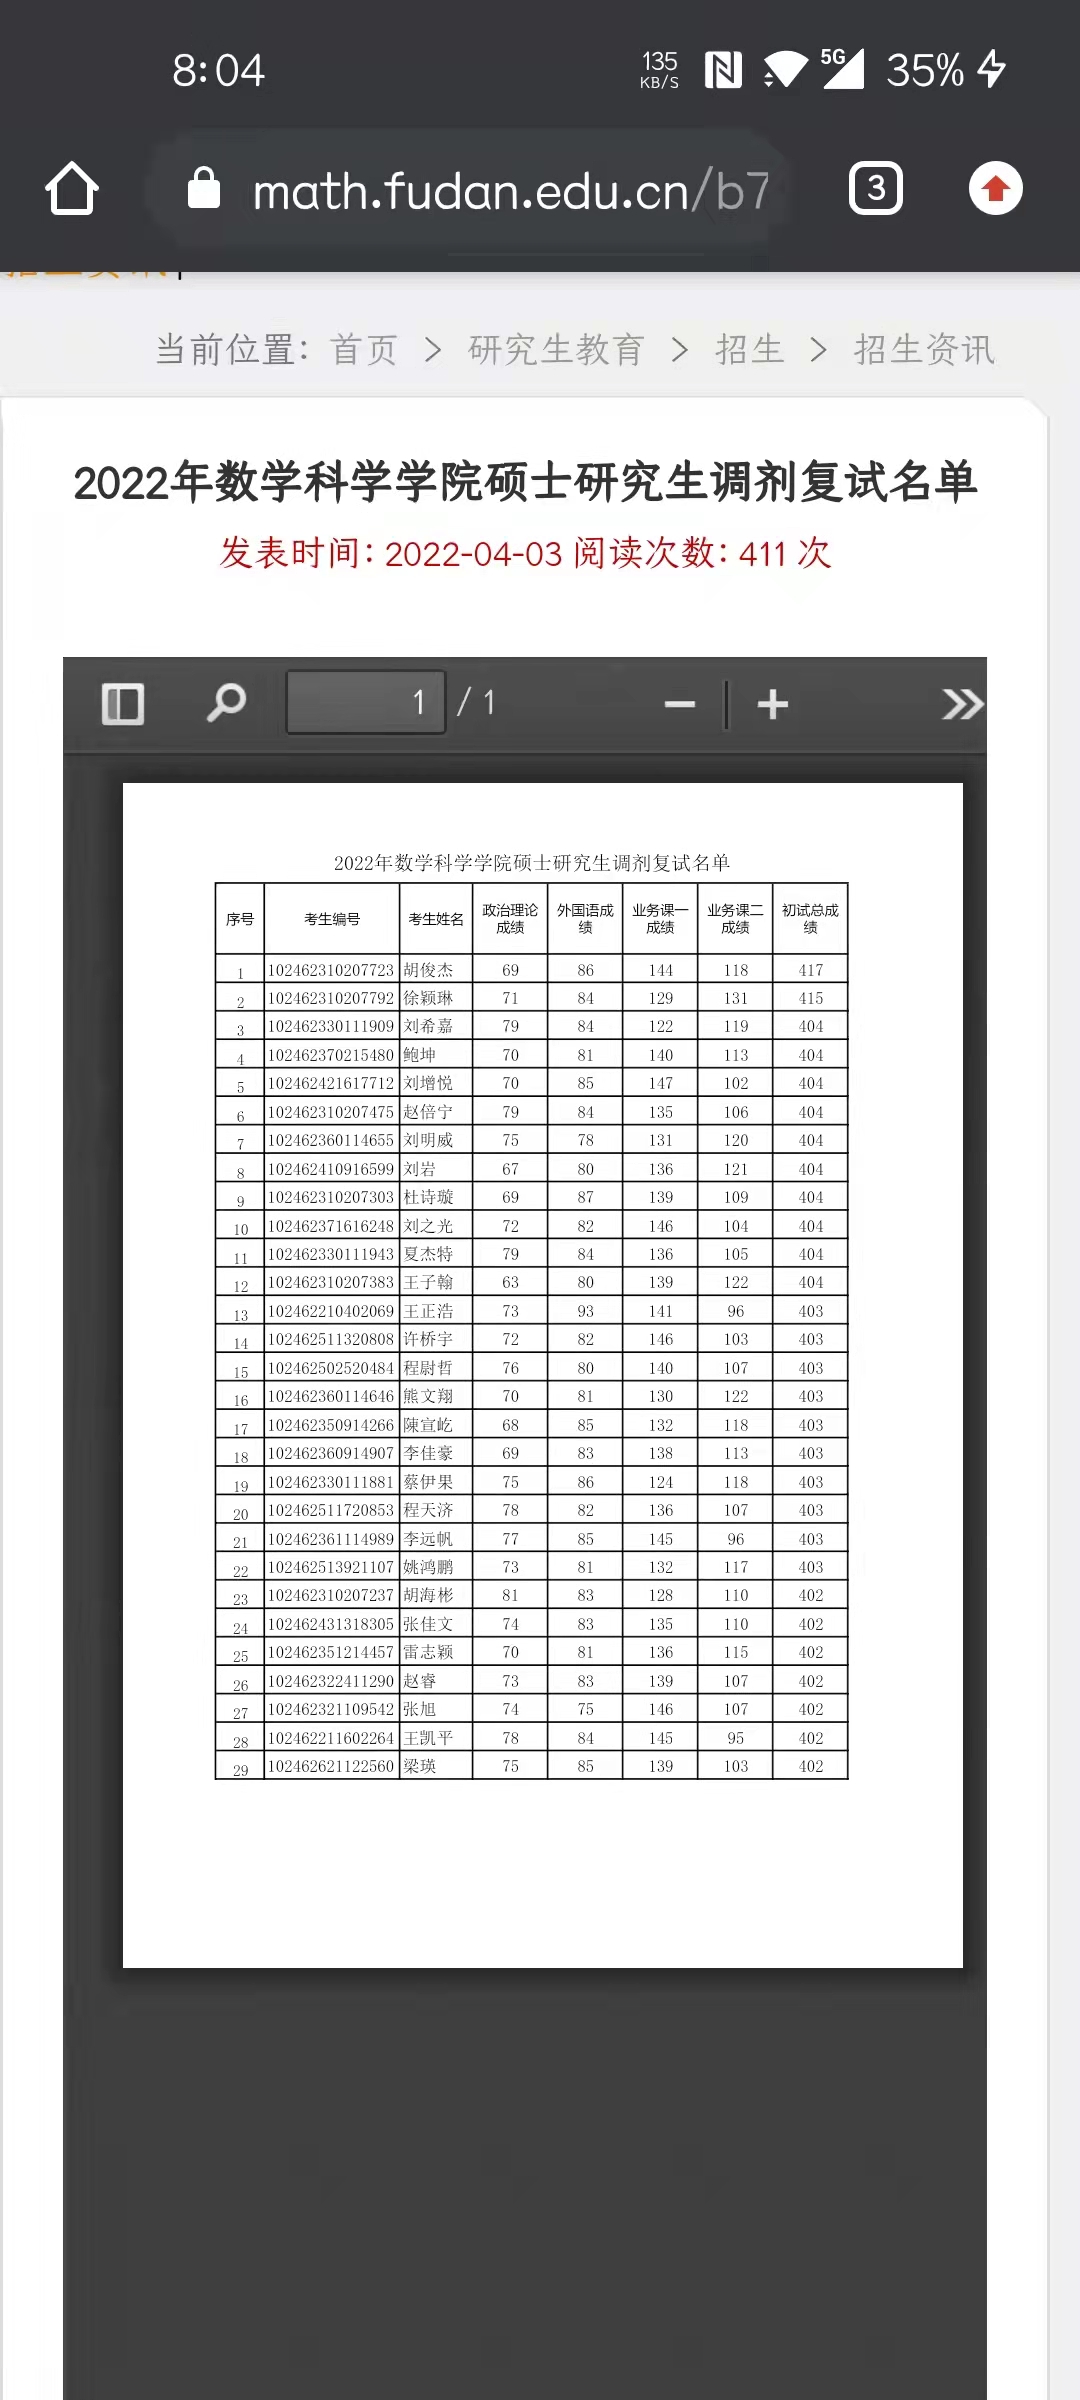 8:04 135 KB/S 5G 35%
math.fudan.edu.cn/b7 3
当前位置: 首页 > 研究生教育 > 招生 > 招生资讯
2022年数学科学学院硕士研究生调剂复试名单
发表时间: 2022-04-03 阅读次数: 411 次
1 / 1
2022年数学科学学院硕士研究生调剂复试名单
序号 考生编号 考生姓名 政治理论成绩 外国语成绩 业务课一成绩 业务课二成绩 初试总成绩
1 102462310207723 胡俊杰 69 86 144 118 417
2 102462310207792 徐颖琳 71 84 129 131 415
3 102462330111909 刘希嘉 79 84 122 119 404
4 102462370215480 鲍坤 70 81 140 113 404
5 102462421617712 刘增悦 70 85 147 102 404
6 102462310207475 赵倍宁 79 84 135 106 404
7 102462360114655 刘明威 75 78 131 120 404
8 102462410916599 刘岩 67 80 136 121 404
9 102462310207303 杜诗璇 69 87 139 109 404
10 102462371616248 刘之光 72 82 146 104 404
11 102462330111943 夏杰特 79 84 136 105 404
12 102462310207383 王子翰 63 80 139 122 404
13 102462210402069 王正浩 73 93 141 96 403
14 102462511320808 许桥宇 72 82 146 103 403
15 102462502520484 程尉哲 76 80 140 107 403
16 102462360114646 熊文翔 70 81 130 122 403
17 102462350914266 陳宣屹 68 85 132 118 403
18 102462360914907 李佳豪 69 83 138 113 403
19 102462330111881 蔡伊果 75 86 124 118 403
20 102462511720853 程天济 78 82 136 107 403
21 102462361114989 李远帆 77 85 145 96 403
22 102462513921107 姚鸿鹏 73 81 132 117 403
23 102462310207237 胡海彬 81 83 128 110 402
24 102462431318305 张佳文 74 83 135 110 402
25 102462351214457 雷志颖 70 81 136 115 402
26 102462322411290 赵睿 73 83 139 107 402
27 102462321109542 张旭 74 75 146 107 402
28 102462211602264 王凯平 78 84 145 95 402
29 102462621122560 梁瑛 75 85 139 103 402